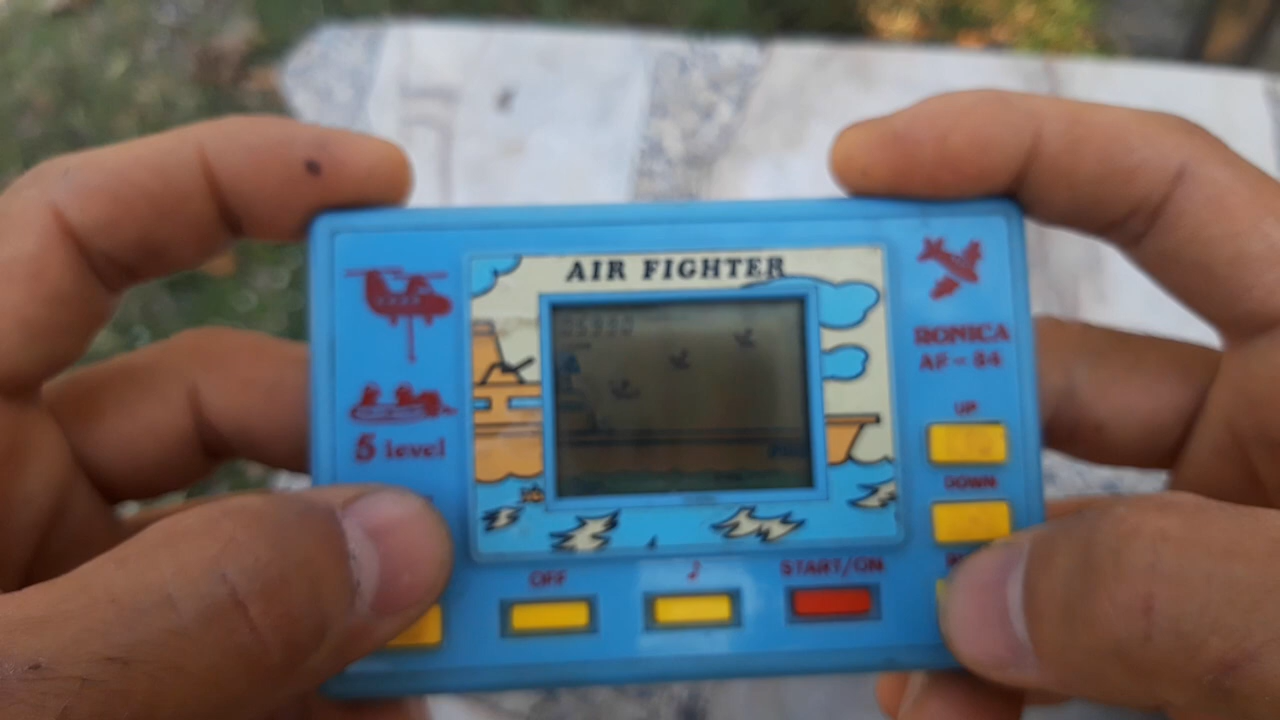 AIR FIGHTER
RONICA
AF-84
5 level
UP
DOWN
OFF
♪
START/ON